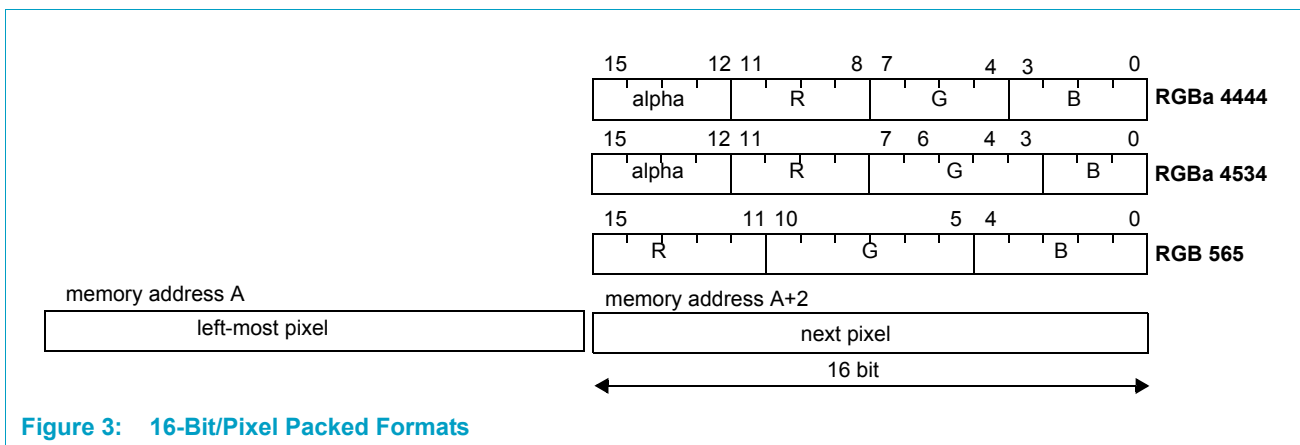 15 12 11 8 7 4 3 0
alpha R G B RGBa 4444
15 12 11 7 6 4 3 0
alpha R G B RGBa 4534
15 11 10 5 4 0
R G B RGB 565
memory address A memory address A+2
left-most pixel next pixel
16 bit
Figure 3: 16-Bit/Pixel Packed Formats